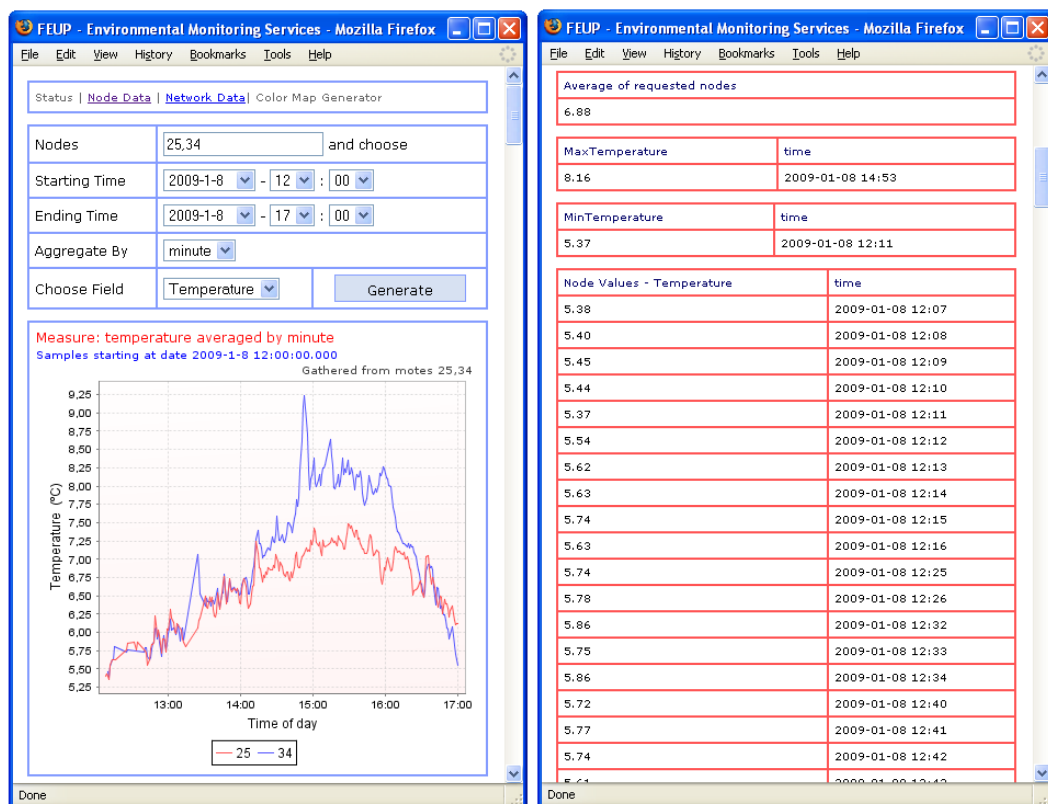 FEUP - Environmental Monitoring Services - Mozilla Firefox
File Edit View History Bookmarks Tools Help
Status | Node Data | Network Data| Color Map Generator
Nodes 25,34 and choose
Starting Time 2009-1-8 - 12 : 00
Ending Time 2009-1-8 - 17 : 00
Aggregate By minute
Choose Field Temperature Generate
Measure: temperature averaged by minute
Samples starting at date 2009-1-8 12:00:00.000
Gathered from motes 25,34
9,25
9,00
8,75
8,50
8,25
8,00
7,75
7,50
7,25
7,00
6,75
6,50
6,25
6,00
5,75
5,50
5,25
Temperature (ºC)
13:00 14:00 15:00 16:00 17:00
Time of day
25 34
Done
FEUP - Environmental Monitoring Services - Mozilla Firefox
File Edit View History Bookmarks Tools Help
Average of requested nodes
6.88
MaxTemperature time
8.16 2009-01-08 14:53
MinTemperature time
5.37 2009-01-08 12:11
Node Values - Temperature time
5.38 2009-01-08 12:07
5.40 2009-01-08 12:08
5.45 2009-01-08 12:09
5.44 2009-01-08 12:10
5.37 2009-01-08 12:11
5.54 2009-01-08 12:12
5.62 2009-01-08 12:13
5.63 2009-01-08 12:14
5.74 2009-01-08 12:15
5.63 2009-01-08 12:16
5.74 2009-01-08 12:25
5.78 2009-01-08 12:26
5.86 2009-01-08 12:32
5.75 2009-01-08 12:33
5.86 2009-01-08 12:34
5.72 2009-01-08 12:40
5.77 2009-01-08 12:41
5.74 2009-01-08 12:42
Done